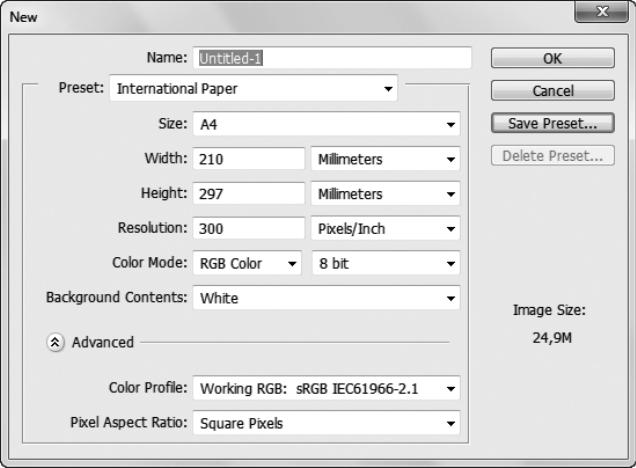 New
Name: Untitled-1
OK
Preset: International Paper
Cancel
Size: A4
Save Preset...
Width: 210 Millimeters
Delete Preset...
Height: 297 Millimeters
Resolution: 300 Pixels/Inch
Color Mode: RGB Color 8 bit
Background Contents: White
Image Size:
24,9M
Advanced
Color Profile: Working RGB: sRGB IEC61966-2.1
Pixel Aspect Ratio: Square Pixels